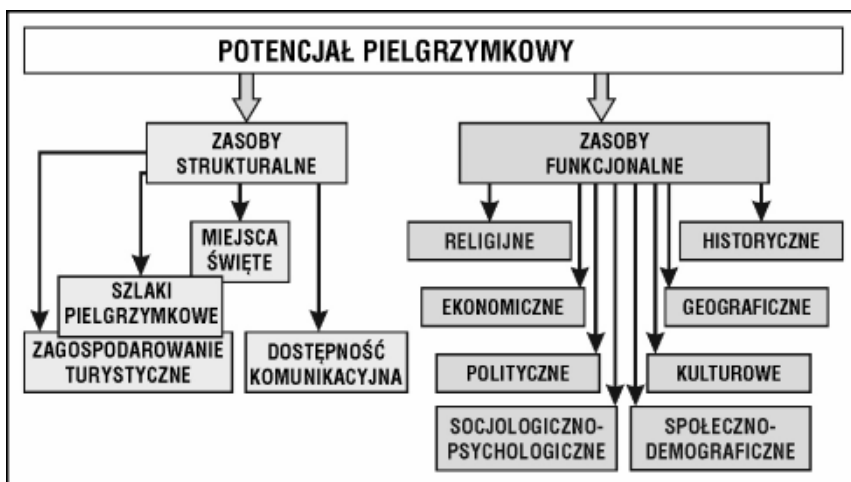 POTENCJAŁ PIELGRZYMKOWY
ZASOBY
STRUKTURALNE
MIEJSCA
ŚWIĘTE
SZLAKI
PIELGRZYMKOWE
ZAGOSPODAROWANIE
TURYSTYCZNE
DOSTĘPNOŚĆ
KOMUNIKACYJNA
ZASOBY
FUNKCJONALNE
RELIGIJNE
HISTORYCZNE
EKONOMICZNE
GEOGRAFICZNE
POLITYCZNE
KULTUROWE
SOCJOLOGICZNO-
PSYCHOLOGICZNE
SPOŁECZNO-
DEMOGRAFICZNE